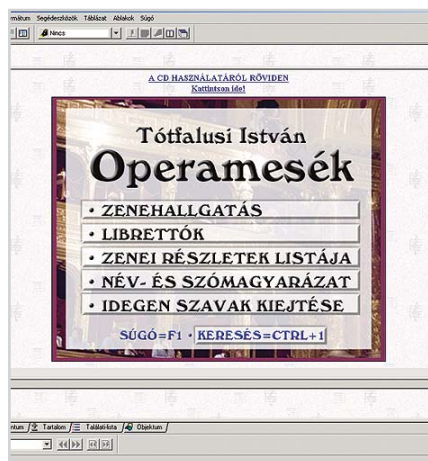 rmátum Segédeszközök Táblázat Ablakok Súgó
Nincs
A CD HASZNÁLATÁRÓL RÖVIDEN
Kattintson ide!
Tótfalusi István
Operamesék
• ZENEHALLGATÁS
• LIBRETTÓK
• ZENEI RÉSZLETEK LISTÁJA
• NÉV- ÉS SZÓMAGYARÁZAT
• IDEGEN SZAVAK KIEJTÉSE
SÚGÓ=F1 • KERESÉS=CTRL+1
ntum Tartalom Találati-lista Objektum